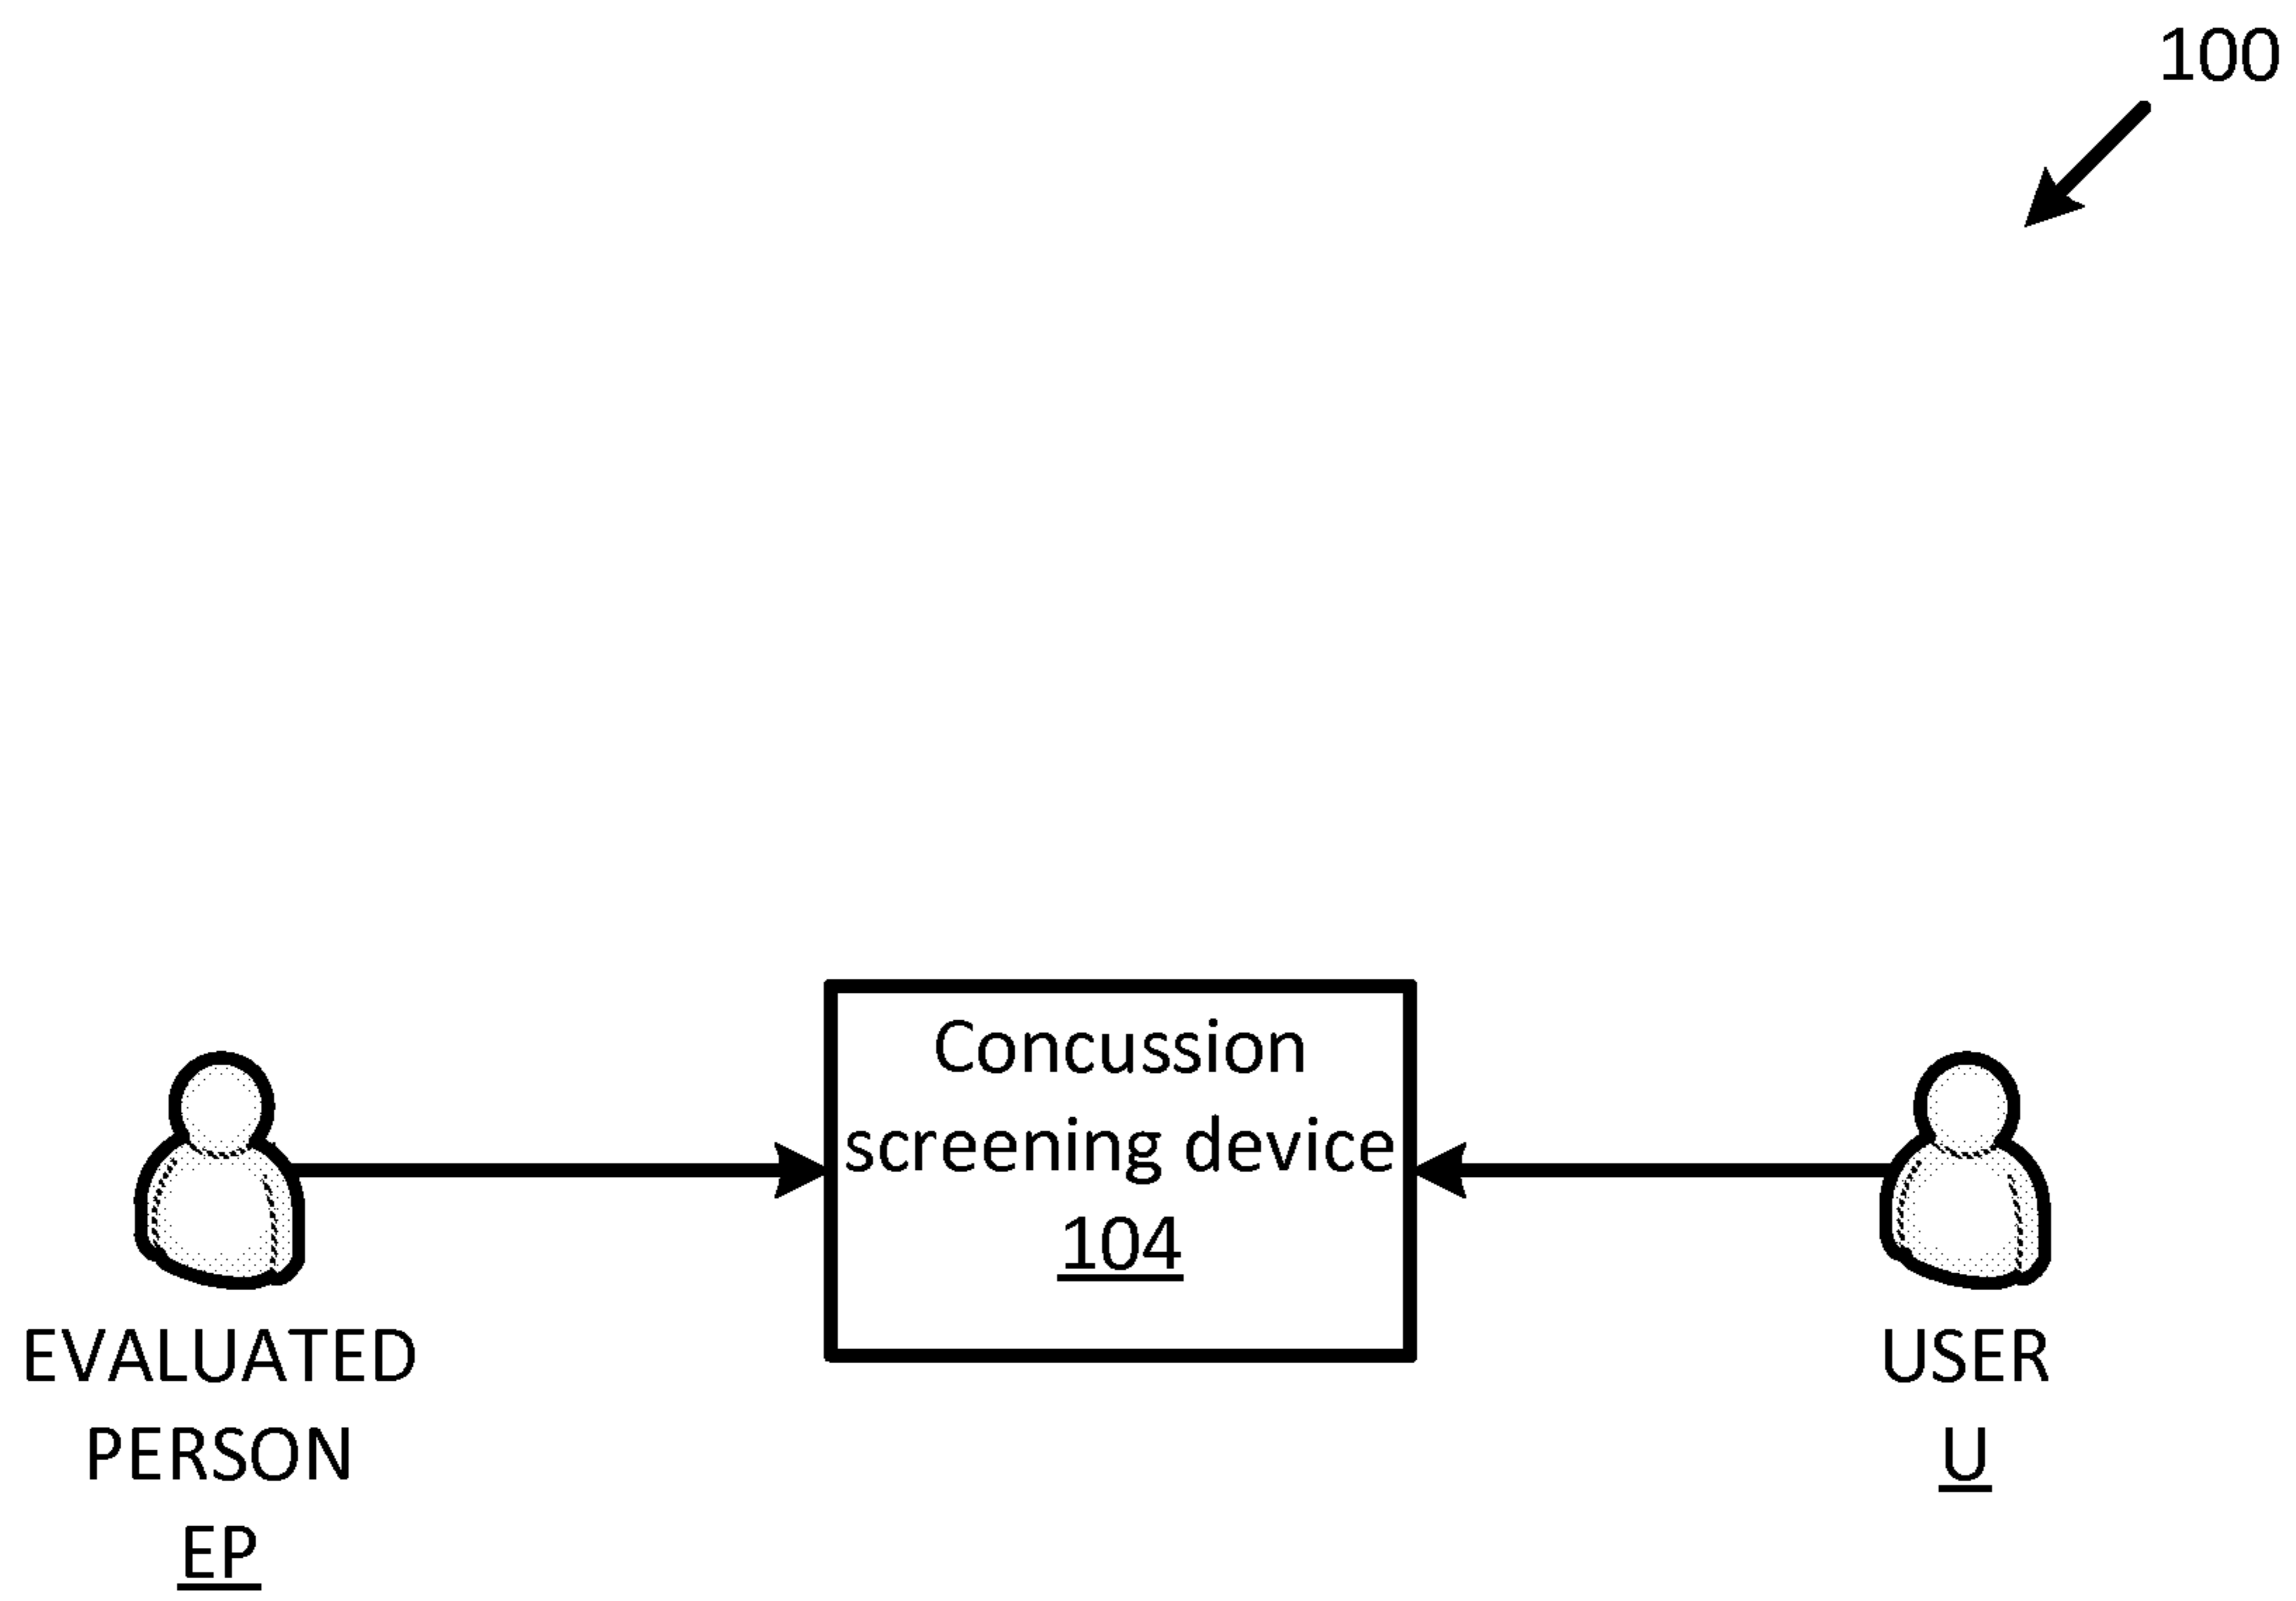 100
Concussion
screening device
104
EVALUATED
PERSON
EP
USER
U